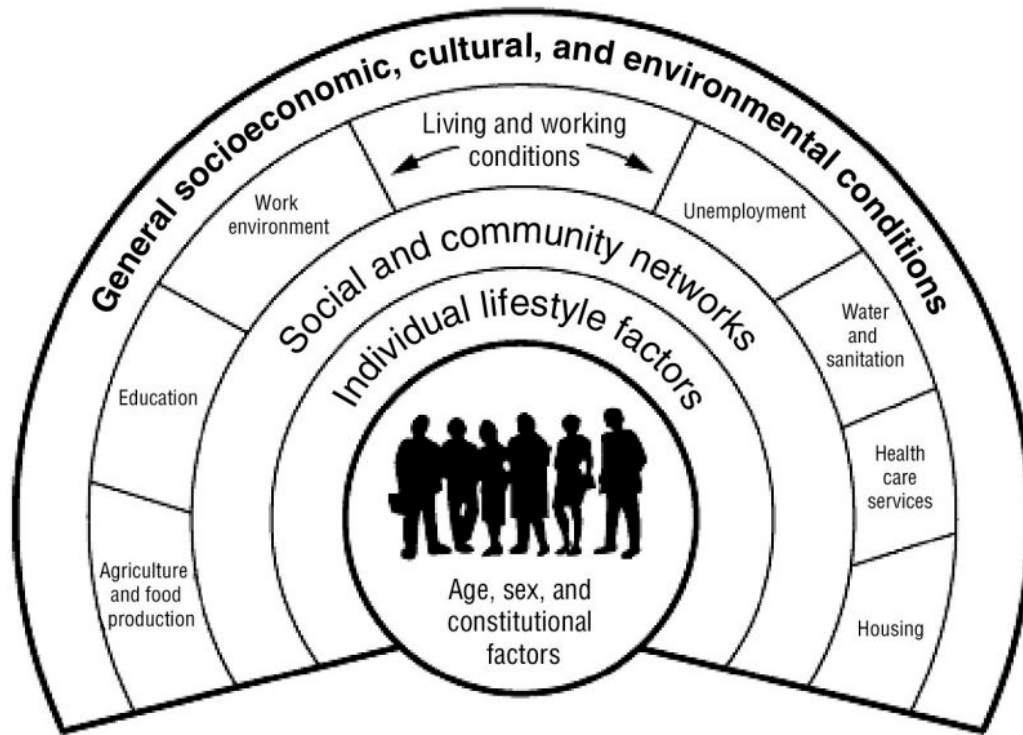 General socioeconomic, cultural, and environmental conditions
Living and working
conditions
Work
environment
Unemployment
Education
Water
and
sanitation
Agriculture
and food
production
Health
care
services
Housing
Social and community networks
Individual lifestyle factors
Age, sex, and
constitutional
factors